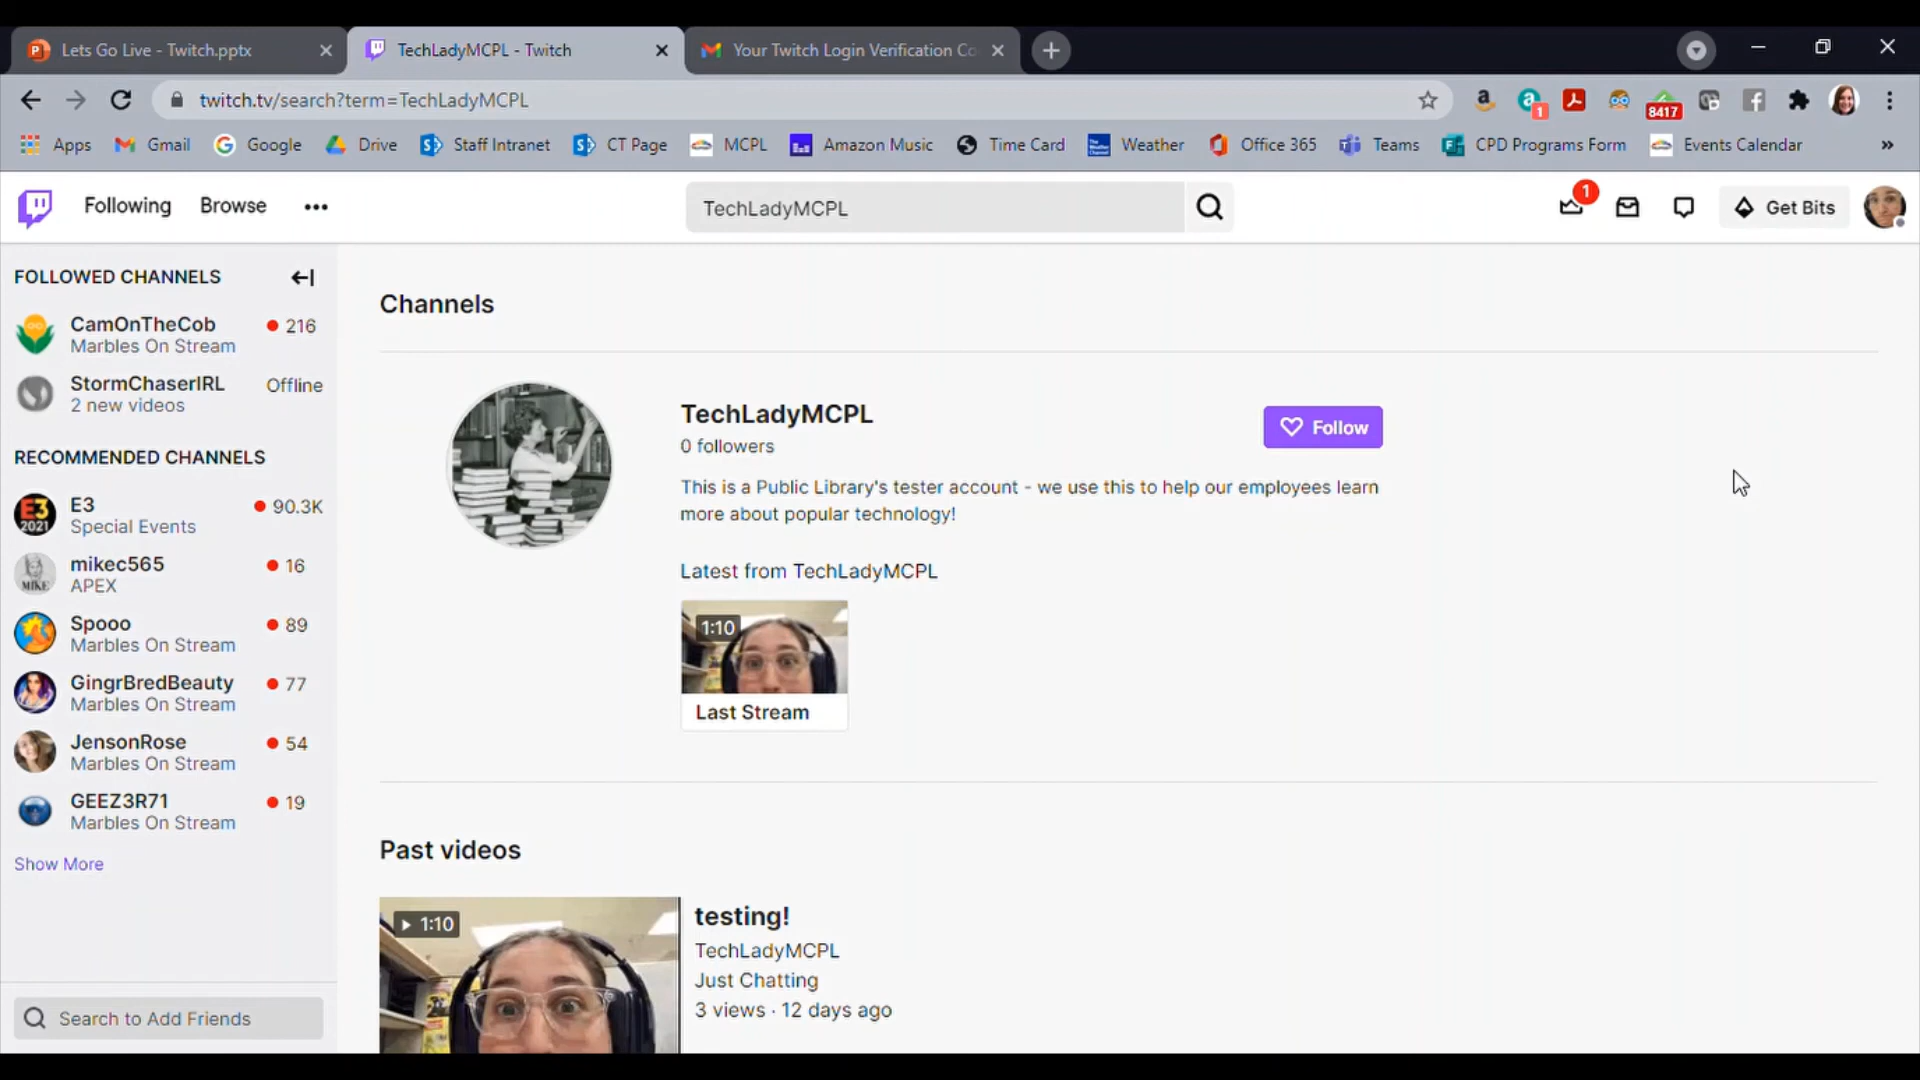 Lets Go Live - Twitch.pptx
TechLadyMCPL - Twitch
Your Twitch Login Verification Co
twitch.tv/search?term=TechLadyMCPL
1
8417
Apps
Gmail
Google
Drive
Staff Intranet
CT Page
MCPL
Amazon Music
Time Card
Weather
Office 365
Teams
CPD Programs Form
Events Calendar
Following
Browse
TechLadyMCPL
1
Get Bits
FOLLOWED CHANNELS
CamOnTheCob
216
Marbles On Stream
StormChaserIRL
Offline
2 new videos
RECOMMENDED CHANNELS
E3
2021
E3
90.3K
Special Events
MIKE
mikec565
16
APEX
Spooo
89
Marbles On Stream
GingrBredBeauty
77
Marbles On Stream
JensonRose
54
Marbles On Stream
GEEZ3R71
19
Marbles On Stream
Show More
Search to Add Friends
Channels
TechLadyMCPL
0 followers
Follow
This is a Public Library's tester account - we use this to help our employees learn
more about popular technology!
Latest from TechLadyMCPL
1:10
Last Stream
Past videos
1:10
testing!
TechLadyMCPL
Just Chatting
3 views · 12 days ago